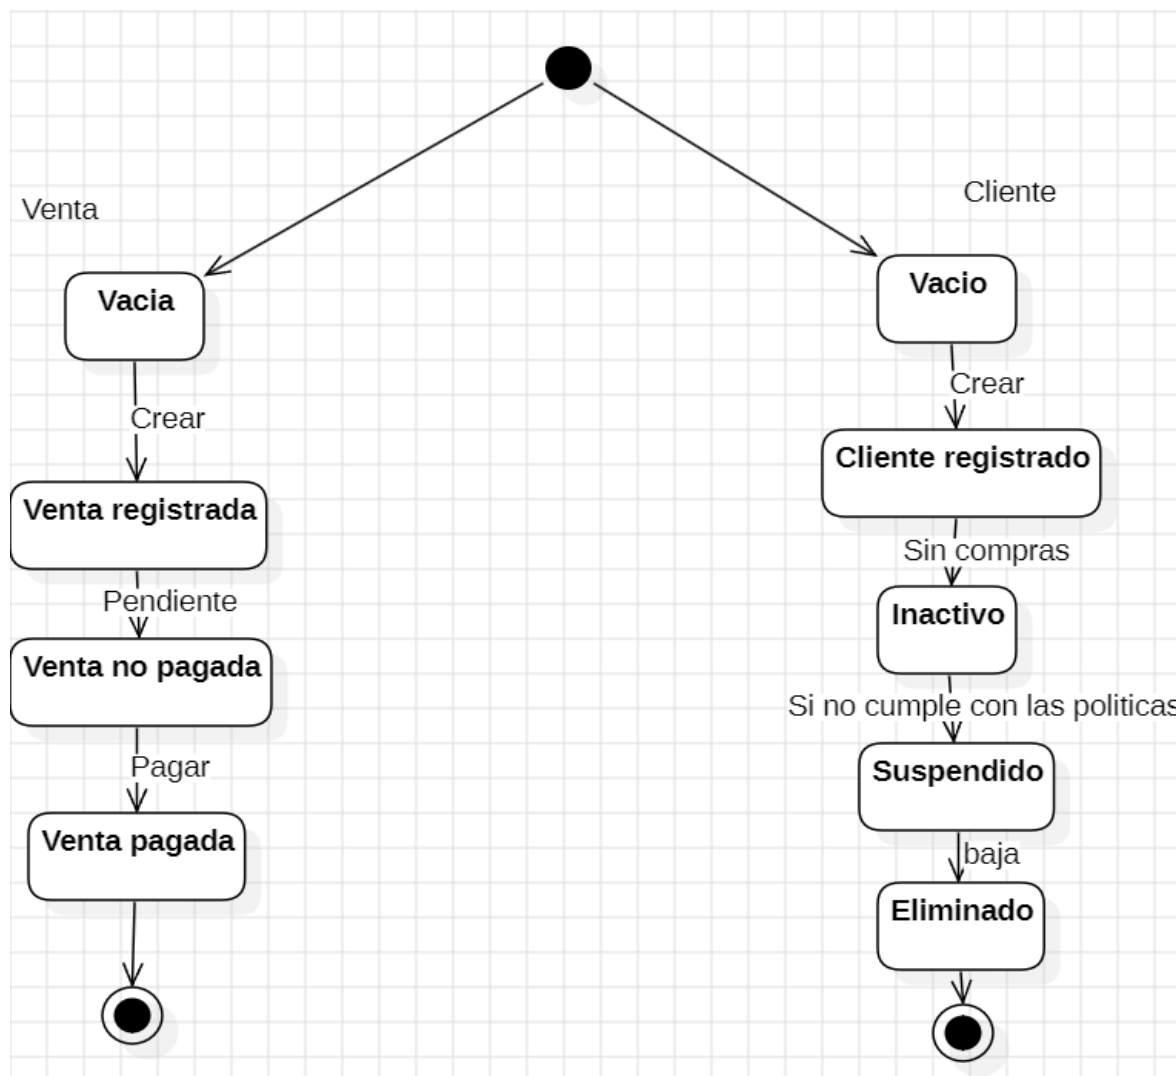 Venta
Vacia
Crear
Venta registrada
Pendiente
Venta no pagada
Pagar
Venta pagada
Cliente
Vacio
Crear
Cliente registrado
Sin compras
Inactivo
Si no cumple con las politicas
Suspendido
baja
Eliminado